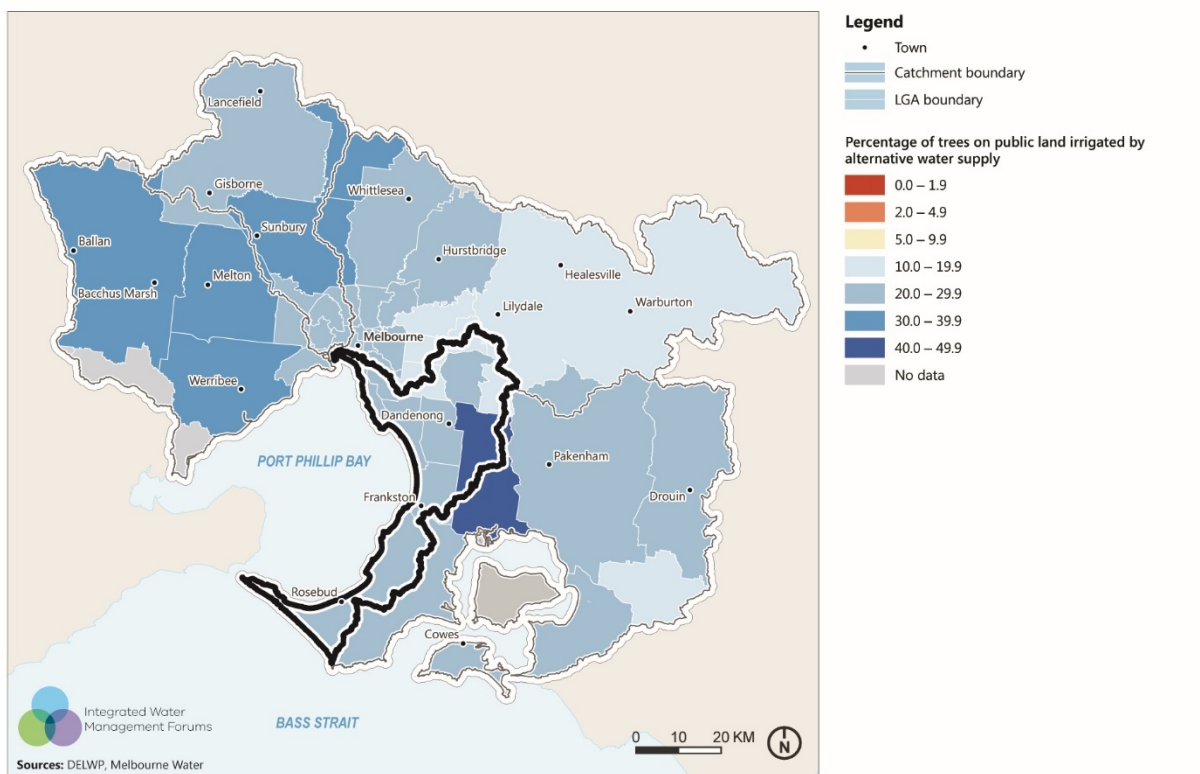 Legend
Town
Catchment boundary
LGA boundary
Percentage of trees on public land irrigated by
alternative water supply
0.0 – 1.9
2.0 – 4.9
5.0 – 9.9
10.0 – 19.9
20.0 – 29.9
30.0 – 39.9
40.0 – 49.9
No data
Lancefield
Gisborne
Whittlesea
Sunbury
Ballan
Hurstbridge
Healesville
Melton
Bacchus Marsh
Lilydale
Warburton
Melbourne
Werribee
Dandenong
PORT PHILLIP BAY
Pakenham
Frankston
Drouin
Rosebud
Cowes
BASS STRAIT
Integrated Water
Management Forums
0 10 20 KM
N
Sources: DELWP, Melbourne Water